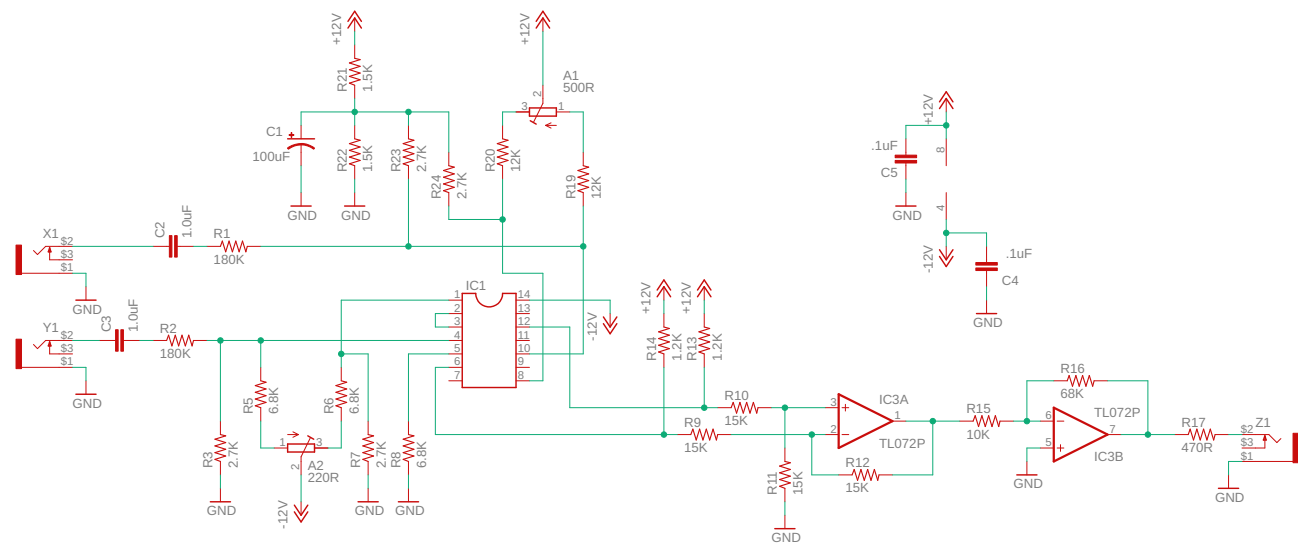 +12V
R21
1.5K
+12V
A1
500R
3
2
1
C1
100uF
R22
1.5K
R23
2.7K
R24
2.7K
R20
12K
R19
12K
GND
GND
+12V
.1uF
C5
8
GND
4
-12V
.1uF
C4
GND
X1
$2
$3
$1
GND
C2
1.0uF
R1
180K
Y1
$2
$3
$1
GND
C3
1.0uF
R2
180K
IC1
1
2
3
4
5
6
7
14
13
12
11
10
9
8
-12V
R3
2.7K
GND
R5
6.8K
R6
6.8K
1
3
2
A2
220R
-12V
R7
2.7K
GND
R8
6.8K
GND
+12V
+12V
R14
1.2K
R13
1.2K
R10
15K
R9
15K
R11
15K
GND
3
2
1
IC3A
TL072P
R12
15K
R15
10K
R16
68K
6
5
7
TL072P
IC3B
GND
R17
470R
Z1
$2
$3
$1
GND